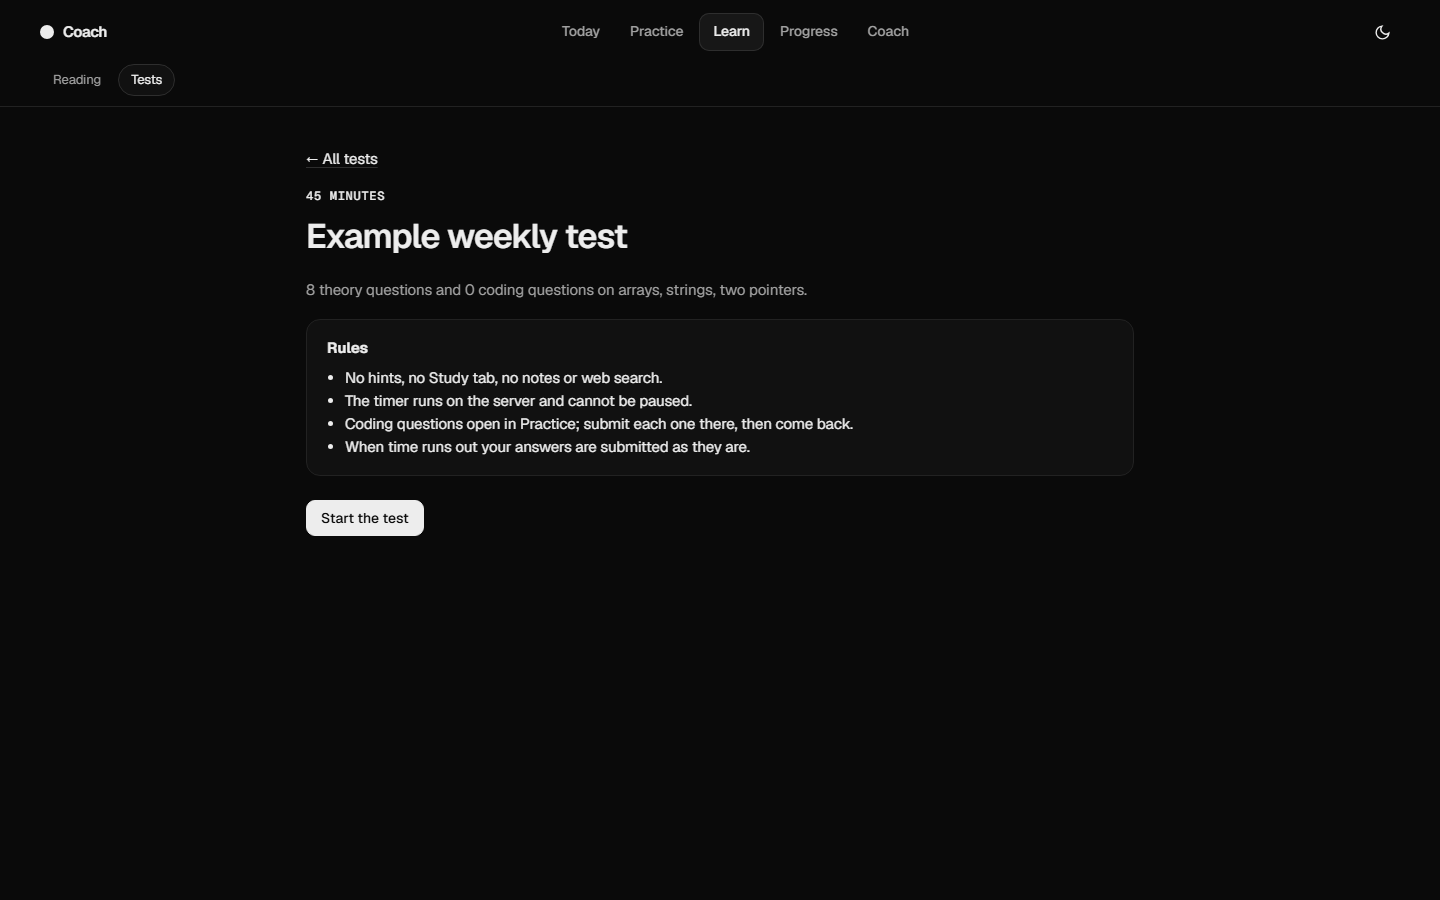 Coach
Today Practice Learn Progress Coach
Reading Tests
← All tests
45 MINUTES
Example weekly test
8 theory questions and 0 coding questions on arrays, strings, two pointers.
Rules
• No hints, no Study tab, no notes or web search.
• The timer runs on the server and cannot be paused.
• Coding questions open in Practice; submit each one there, then come back.
• When time runs out your answers are submitted as they are.
Start the test